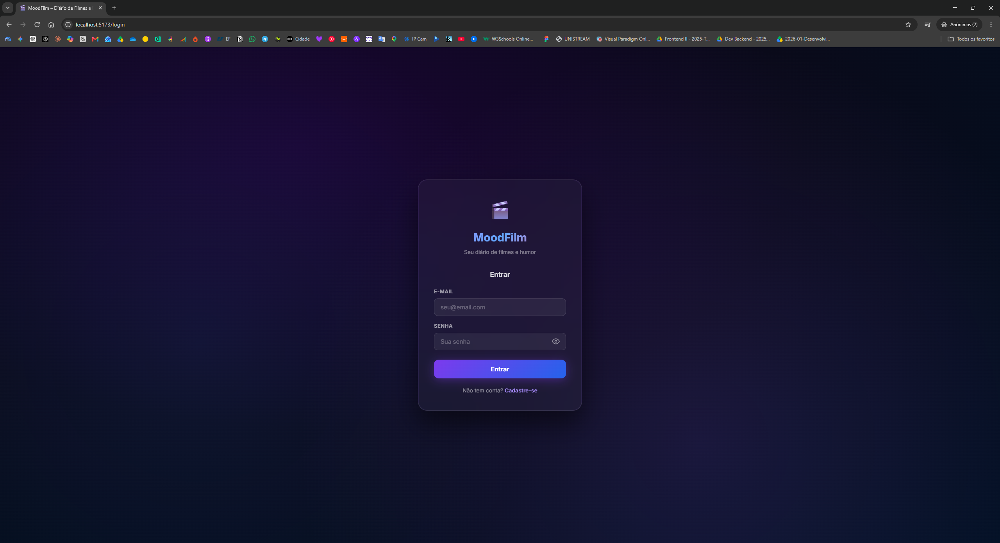 MoodFilm – Diário de Filmes e
localhost:5173/login
Anônimas (2)
EF
Cidade
IP Cam
W3Schools Online...
UNISTREAM
Visual Paradigm Onl...
Frontend II - 2025-T...
Dev Backend - 2025...
2026-01-Desenvolvi...
Todos os favoritos
MoodFilm
Seu diário de filmes e humor
Entrar
E-MAIL
seu@email.com
SENHA
Sua senha
Entrar
Não tem conta? Cadastre-se